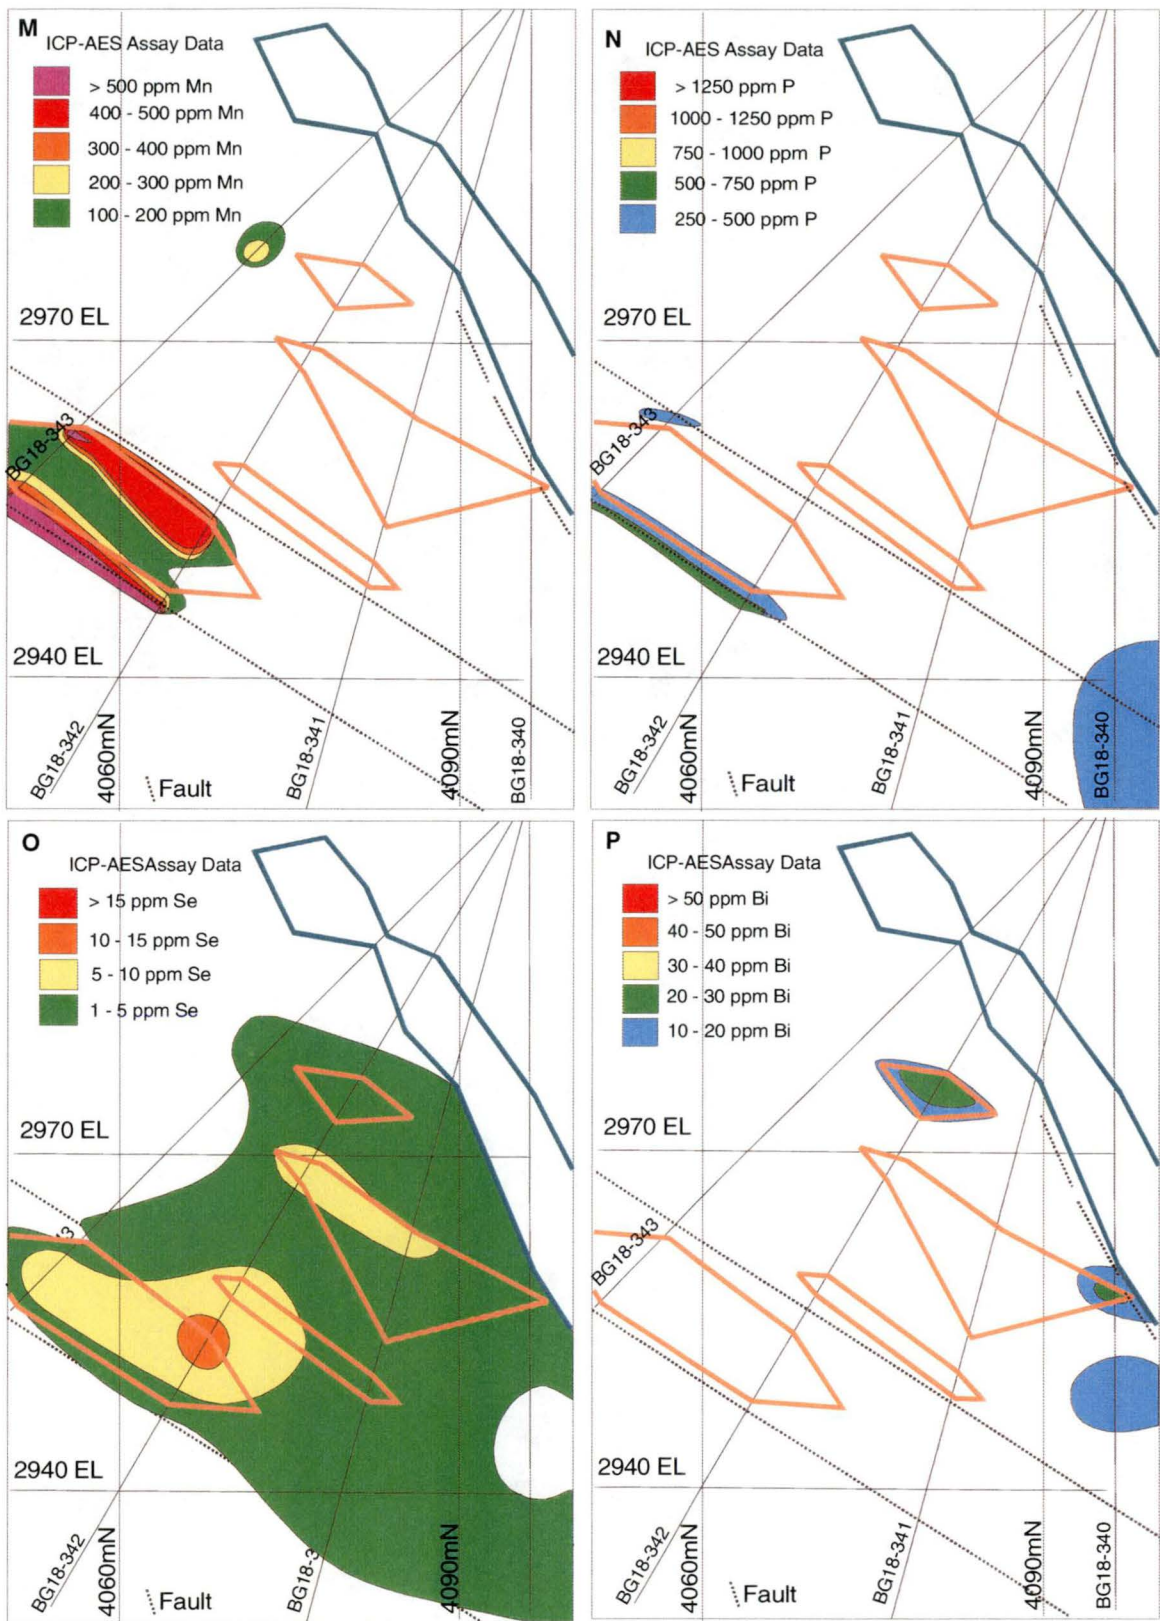 M
ICP-AES Assay Data
> 500 ppm Mn
400 - 500 ppm Mn
300 - 400 ppm Mn
200 - 300 ppm Mn
100 - 200 ppm Mn
2970 EL
BG18-343
2940 EL
BG18-342
4060mN
Fault
BG18-341
4090mN
BG18-340
N
ICP-AES Assay Data
> 1250 ppm P
1000 - 1250 ppm P
750 - 1000 ppm P
500 - 750 ppm P
250 - 500 ppm P
2970 EL
BG18-343
2940 EL
BG18-342
4060mN
Fault
BG18-341
4090mN
BG18-340
O
ICP-AESAssay Data
> 15 ppm Se
10 - 15 ppm Se
5 - 10 ppm Se
1 - 5 ppm Se
2970 EL
2940 EL
BG18-342
4060mN
Fault
BG18-3
4090mN
P
ICP-AESAssay Data
> 50 ppm Bi
40 - 50 ppm Bi
30 - 40 ppm Bi
20 - 30 ppm Bi
10 - 20 ppm Bi
2970 EL
BG18-343
2940 EL
BG18-342
4060mN
Fault
BG18-341
4090mN
BG18-340